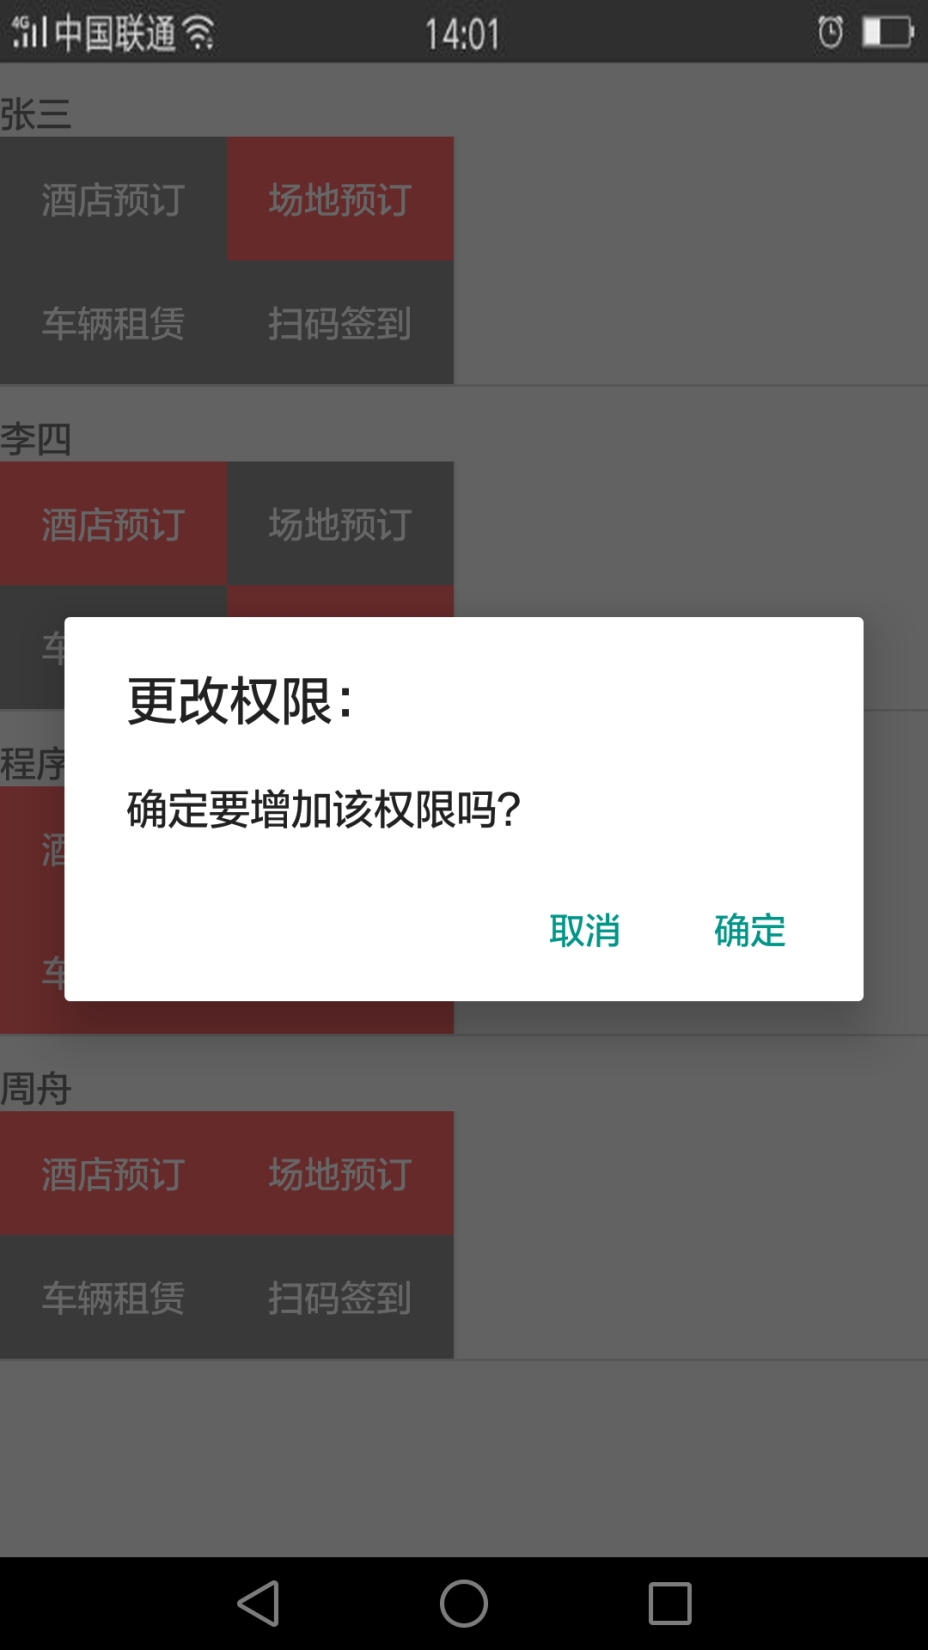 4G 中国联通 14:01
张三
酒店预订 场地预订
车辆租赁 扫码签到
李四
酒店预订 场地预订
车
更改权限：
程序
确定要增加该权限吗?
酒
取消 确定
车
周舟
酒店预订 场地预订
车辆租赁 扫码签到